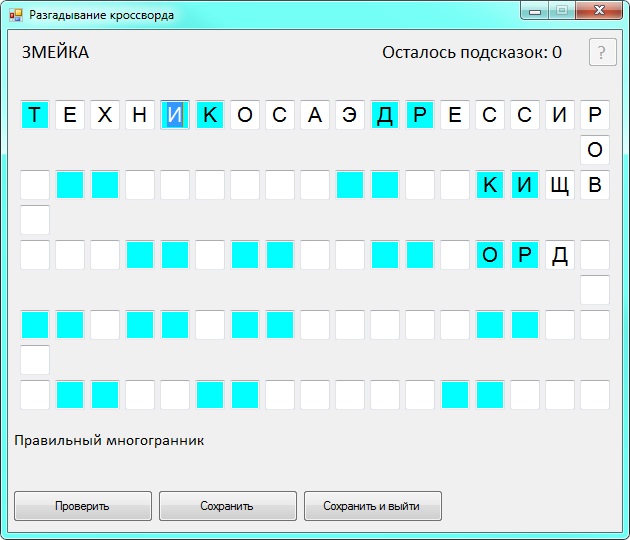 Разгадывание кроссворда
ЗМЕЙКА
Осталось подсказок: 0
?
Т Е Х Н И К О С А Э Д Р Е С С И Р
О
К И Щ В
О Р Д
Правильный многогранник
Проверить
Сохранить
Сохранить и выйти